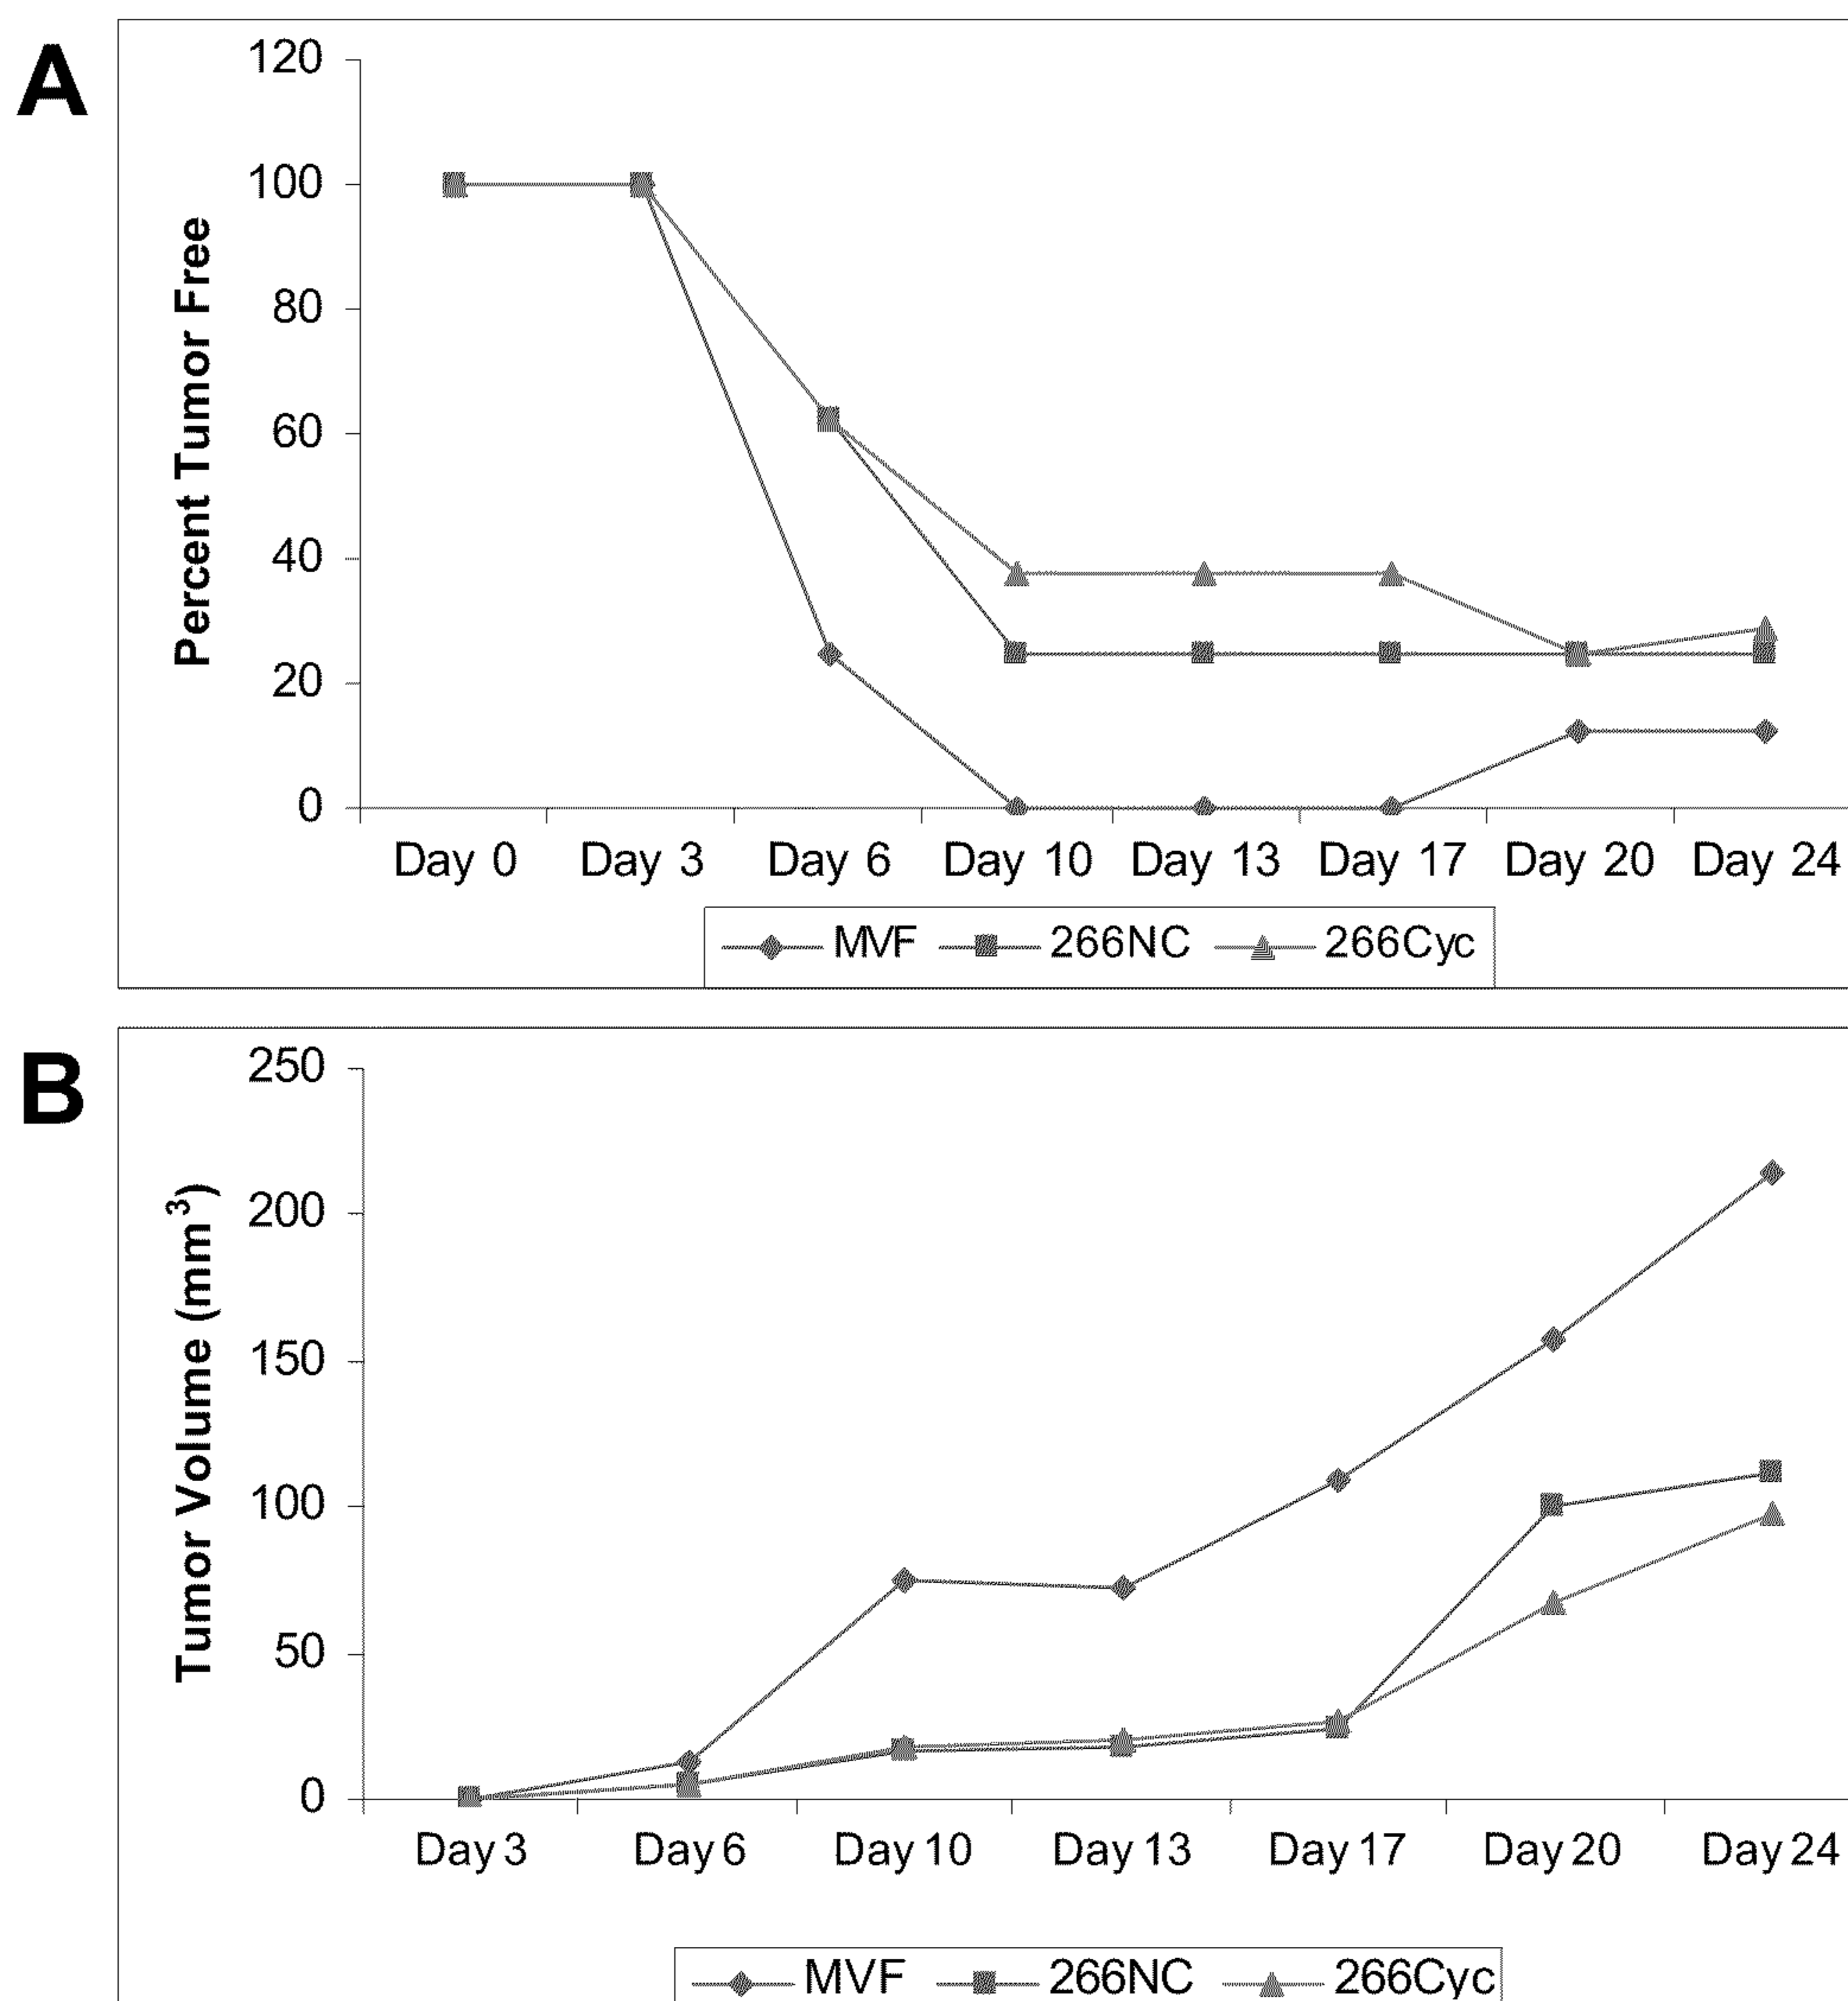 A
120
100
80
60
40
20
0
Percent Tumor Free
Day 0 Day 3 Day 6 Day 10 Day 13 Day 17 Day 20 Day 24
MVF 266NC 266Cyc
B
250
200
150
100
50
0
Tumor Volume (mm³)
Day 3 Day 6 Day 10 Day 13 Day 17 Day 20 Day 24
MVF 266NC 266Cyc